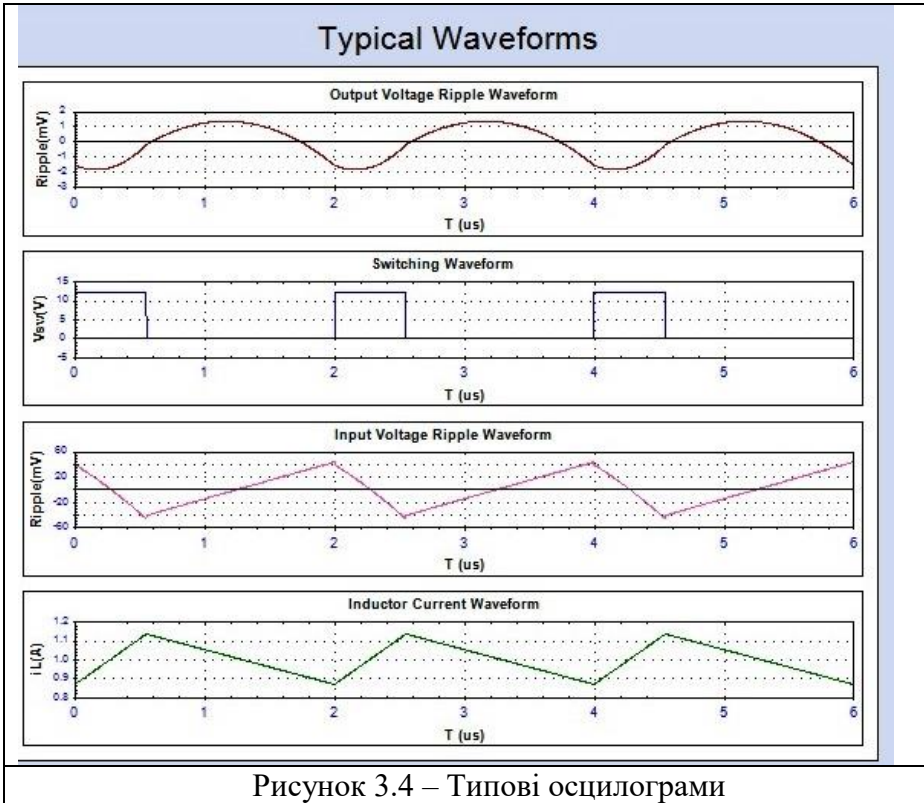 Typical Waveforms
Output Voltage Ripple Waveform
Ripple(mV)
2
1
0
-1
-2
-3
0 1 2 3 4 5 6
T (us)
Switching Waveform
Vsw(V)
15
10
5
0
-5
0 1 2 3 4 5 6
T (us)
Input Voltage Ripple Waveform
Ripple(mV)
60
20
-20
-60
0 1 2 3 4 5 6
T (us)
Inductor Current Waveform
iL(A)
1.2
1.1
1.0
0.9
0.8
0 1 2 3 4 5 6
T (us)
Рисунок 3.4 – Типові осцилограми